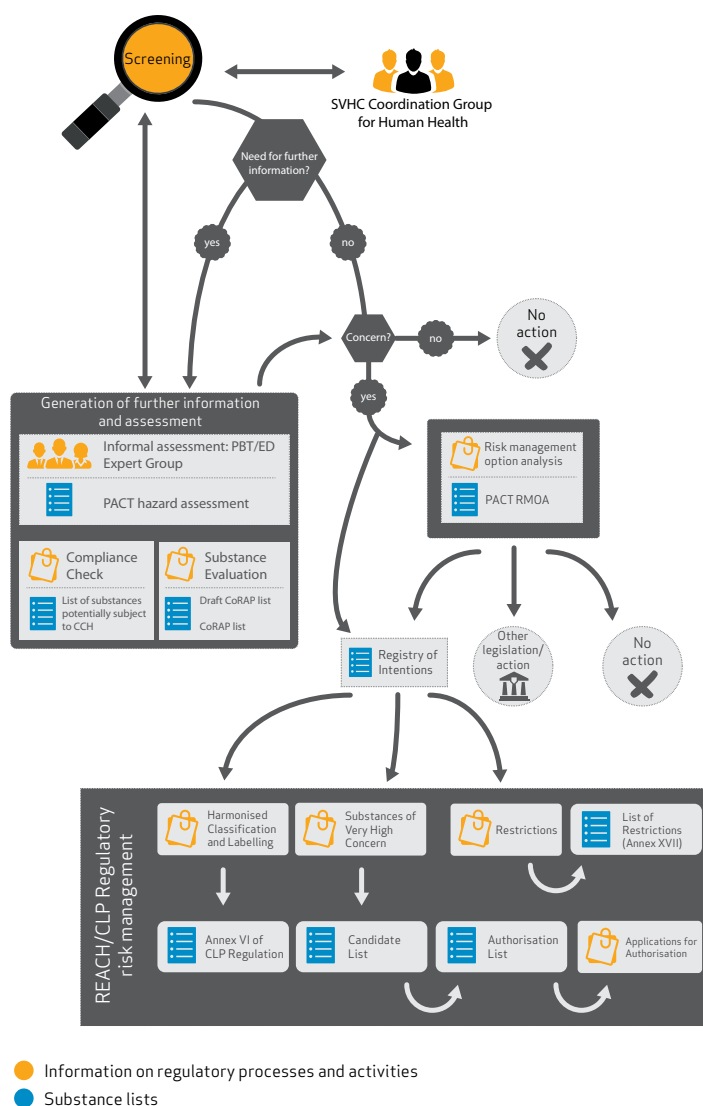 Screening
SVHC Coordination Group
for Human Health
Need for further
information?
yes
no
Concern?
no
No
action
yes
Generation of further information
and assessment
Informal assessment: PBT/ED
Expert Group
PACT hazard assessment
Compliance
Check
List of substances
potentially subject
to CCH
Substance
Evaluation
Draft CoRAP list
CoRAP list
Risk management
option analysis
PACT RMOA
Registry of
Intentions
Other
legislation/
action
No
action
REACH/CLP Regulatory
risk management
Harmonised
Classification
and Labelling
Substances of
Very High
Concern
Restrictions
List of
Restrictions
(Annex XVII)
Annex VI of
CLP Regulation
Candidate
List
Authorisation
List
Applications for
Authorisation
Information on regulatory processes and activities
Substance lists